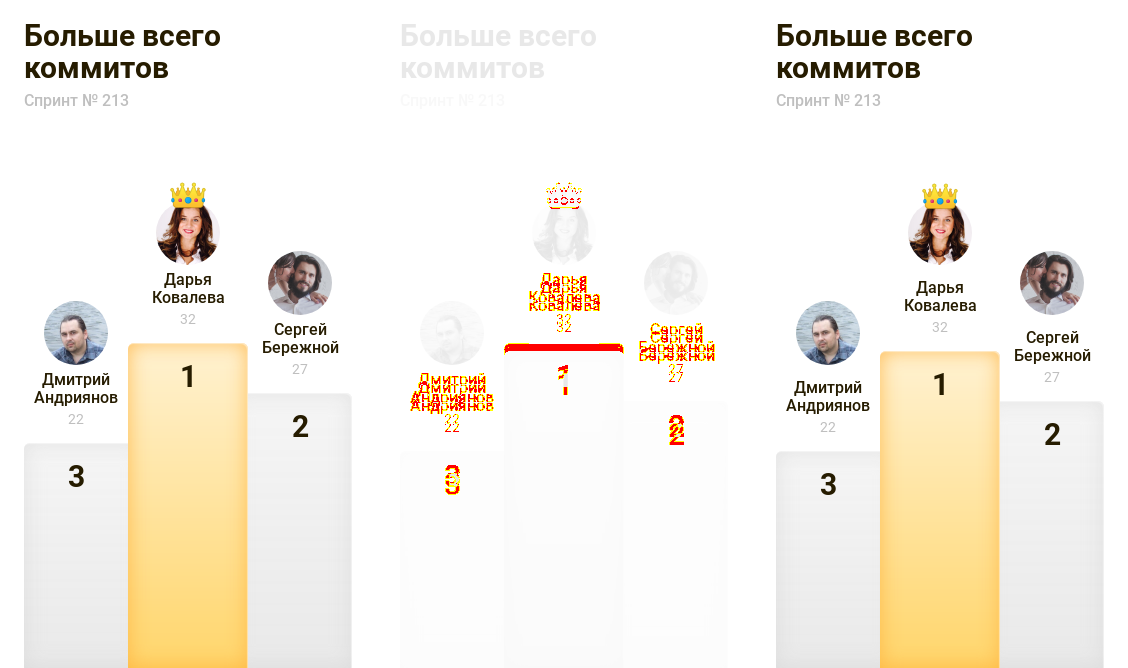 Больше всего
коммитов
Спринт № 213
Дарья
Ковалева
32
Сергей
Бережной
27
Дмитрий
Андриянов
22
1
2
3
Больше всего
коммитов
Спринт № 213
Дарья
Ковалева
32
Сергей
Бережной
27
Дмитрий
Андриянов
22
1
2
3
Больше всего
коммитов
Спринт № 213
Дарья
Ковалева
32
Сергей
Бережной
27
Дмитрий
Андриянов
22
1
2
3